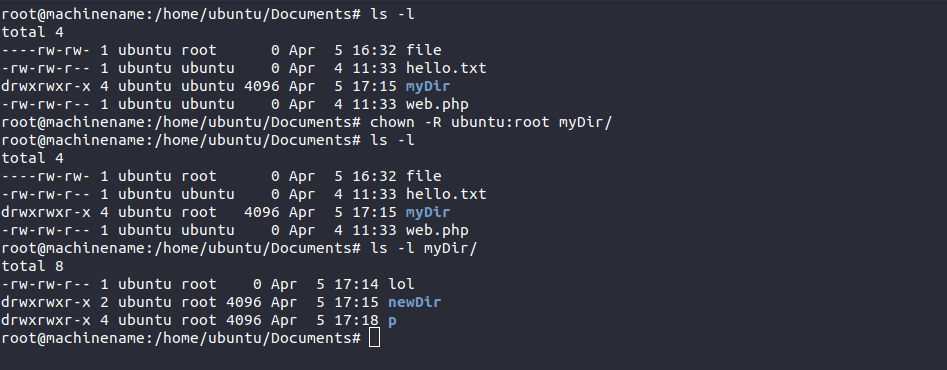 root@machinename:/home/ubuntu/Documents# ls -l
total 4
----rw-rw- 1 ubuntu root      0 Apr  5 16:32 file
-rw-rw-r-- 1 ubuntu ubuntu    0 Apr  4 11:33 hello.txt
drwxrwxr-x 4 ubuntu ubuntu 4096 Apr  5 17:15 myDir
-rw-rw-r-- 1 ubuntu ubuntu    0 Apr  4 11:33 web.php
root@machinename:/home/ubuntu/Documents# chown -R ubuntu:root myDir/
root@machinename:/home/ubuntu/Documents# ls -l
total 4
----rw-rw- 1 ubuntu root      0 Apr  5 16:32 file
-rw-rw-r-- 1 ubuntu ubuntu    0 Apr  4 11:33 hello.txt
drwxrwxr-x 4 ubuntu root   4096 Apr  5 17:15 myDir
-rw-rw-r-- 1 ubuntu ubuntu    0 Apr  4 11:33 web.php
root@machinename:/home/ubuntu/Documents# ls -l myDir/
total 8
-rw-rw-r-- 1 ubuntu root    0 Apr  5 17:14 lol
drwxrwxr-x 2 ubuntu root 4096 Apr  5 17:15 newDir
drwxrwxr-x 4 ubuntu root 4096 Apr  5 17:18 p
root@machinename:/home/ubuntu/Documents#